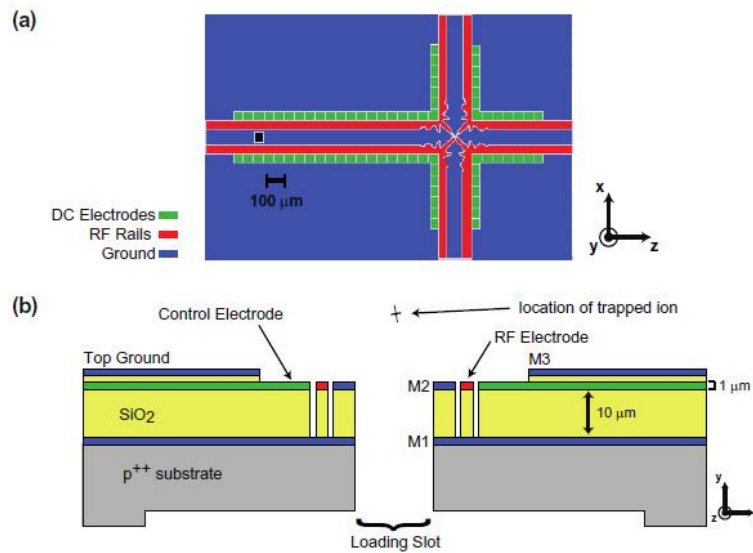 (a)
100 μm
DC Electrodes
RF Rails
Ground
x
y
z
(b)
location of trapped ion
Control Electrode
RF Electrode
Top Ground
M3
M2
1 μm
SiO2
10 μm
M1
p++ substrate
y
z
Loading Slot